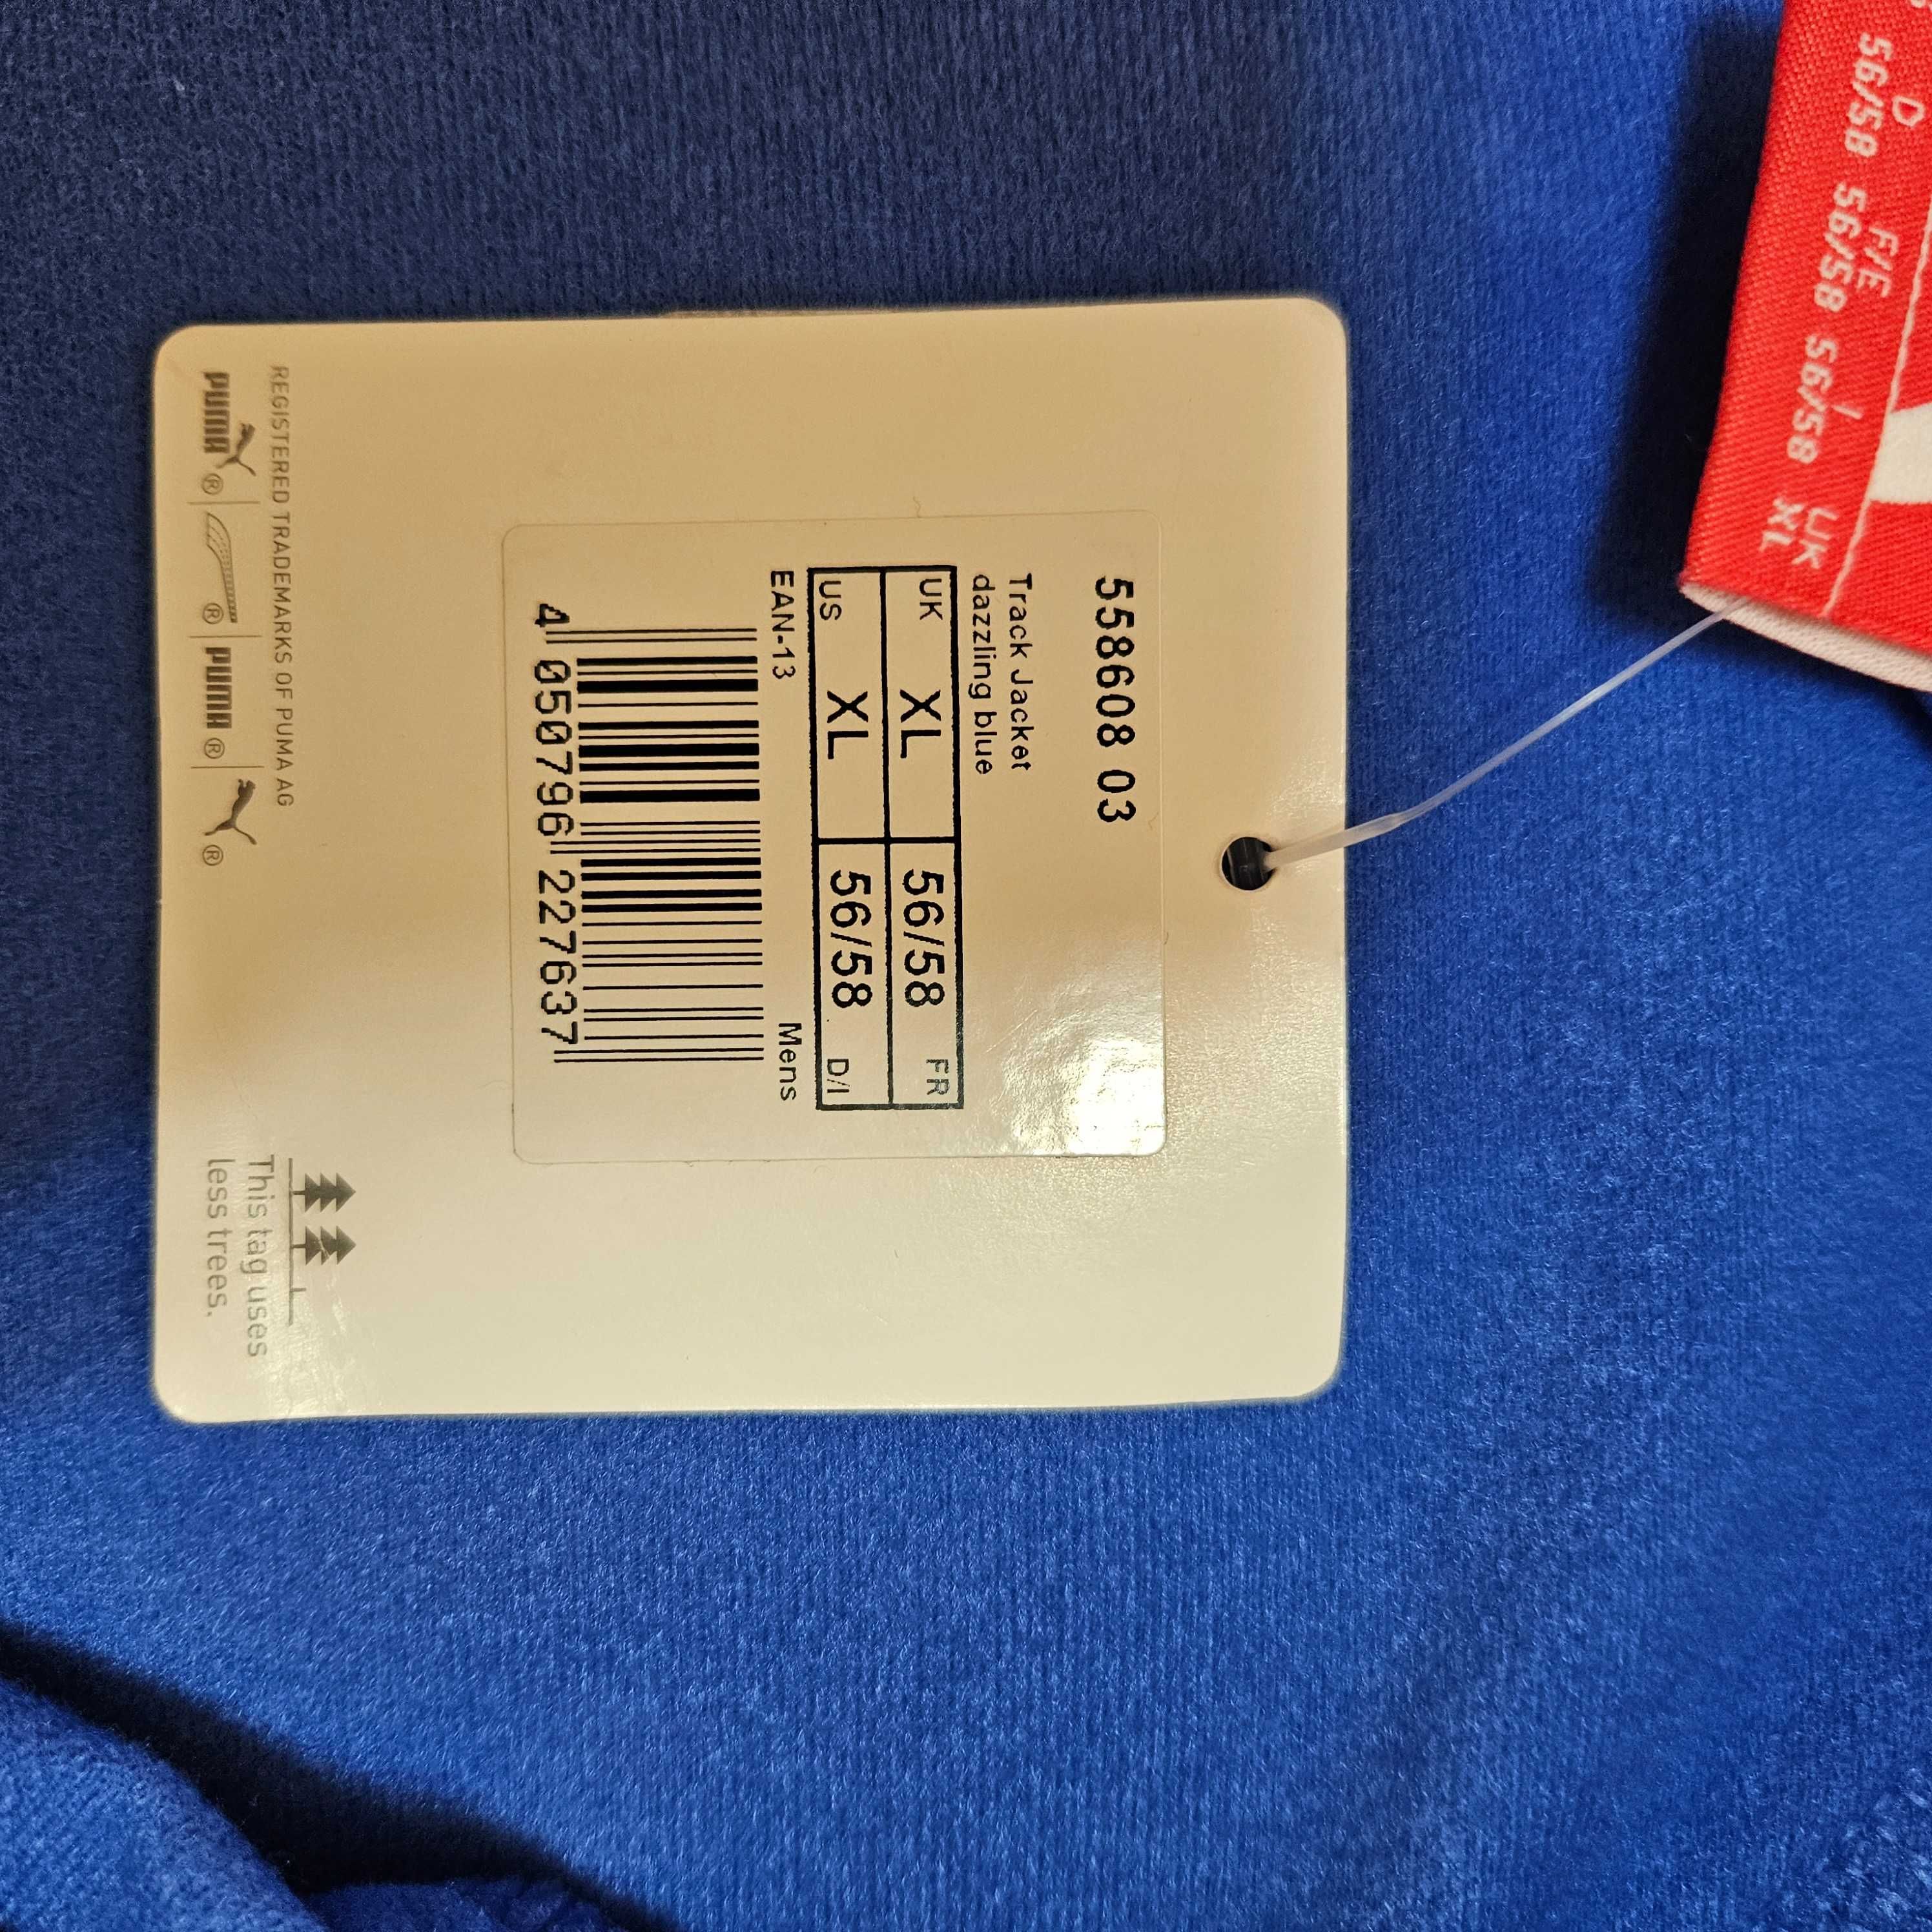 558608 03
Track Jacket
dazzling blue
UK XL 56/58 FR
US XL 56/58 D/I
EAN-13 Mens
4 050796 227637
REGISTERED TRADEMARKS OF PUMA AG
PUMA ® ® PUMA ® ®
This tag uses
less trees.
D F/E I UK
56/58 56/58 56/58 XL